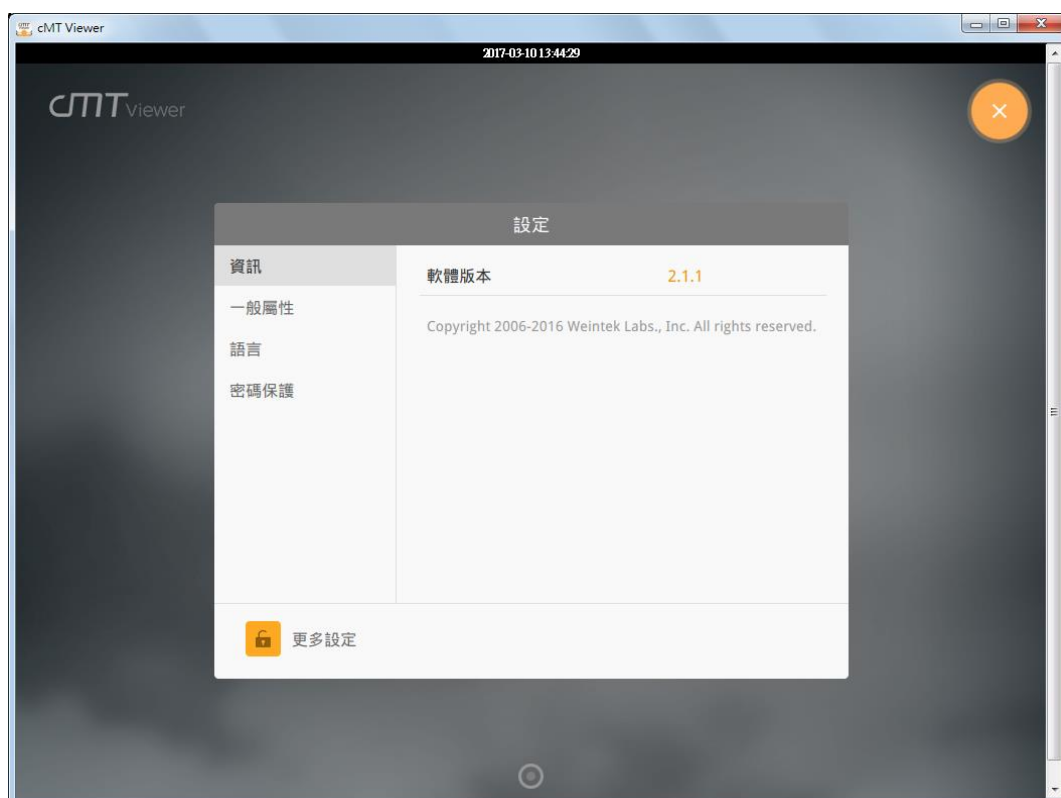 cMT Viewer
2017-03-10 13:44:29
cMT Viewer
設定
資訊
軟體版本 2.1.1
一般屬性
Copyright 2006-2016 Weintek Labs., Inc. All rights reserved.
語言
密碼保護
更多設定